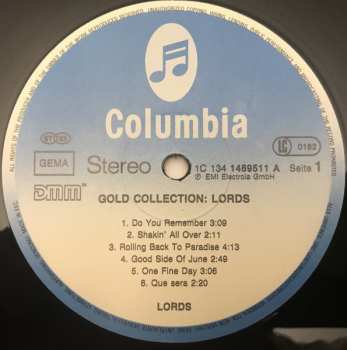 Columbia
STEMRA
GEMA
Stereo
1C 134 1469511 A
Seite 1
LC 0162
℗ EMI Electrola GmbH
DMM
GOLD COLLECTION: LORDS
1. Do You Remember 3:09
2. Shakin' All Over 2:11
3. Rolling Back To Paradise 4:13
4. Good Side Of June 2:49
5. One Fine Day 3:06
6. Que sera 2:20
LORDS